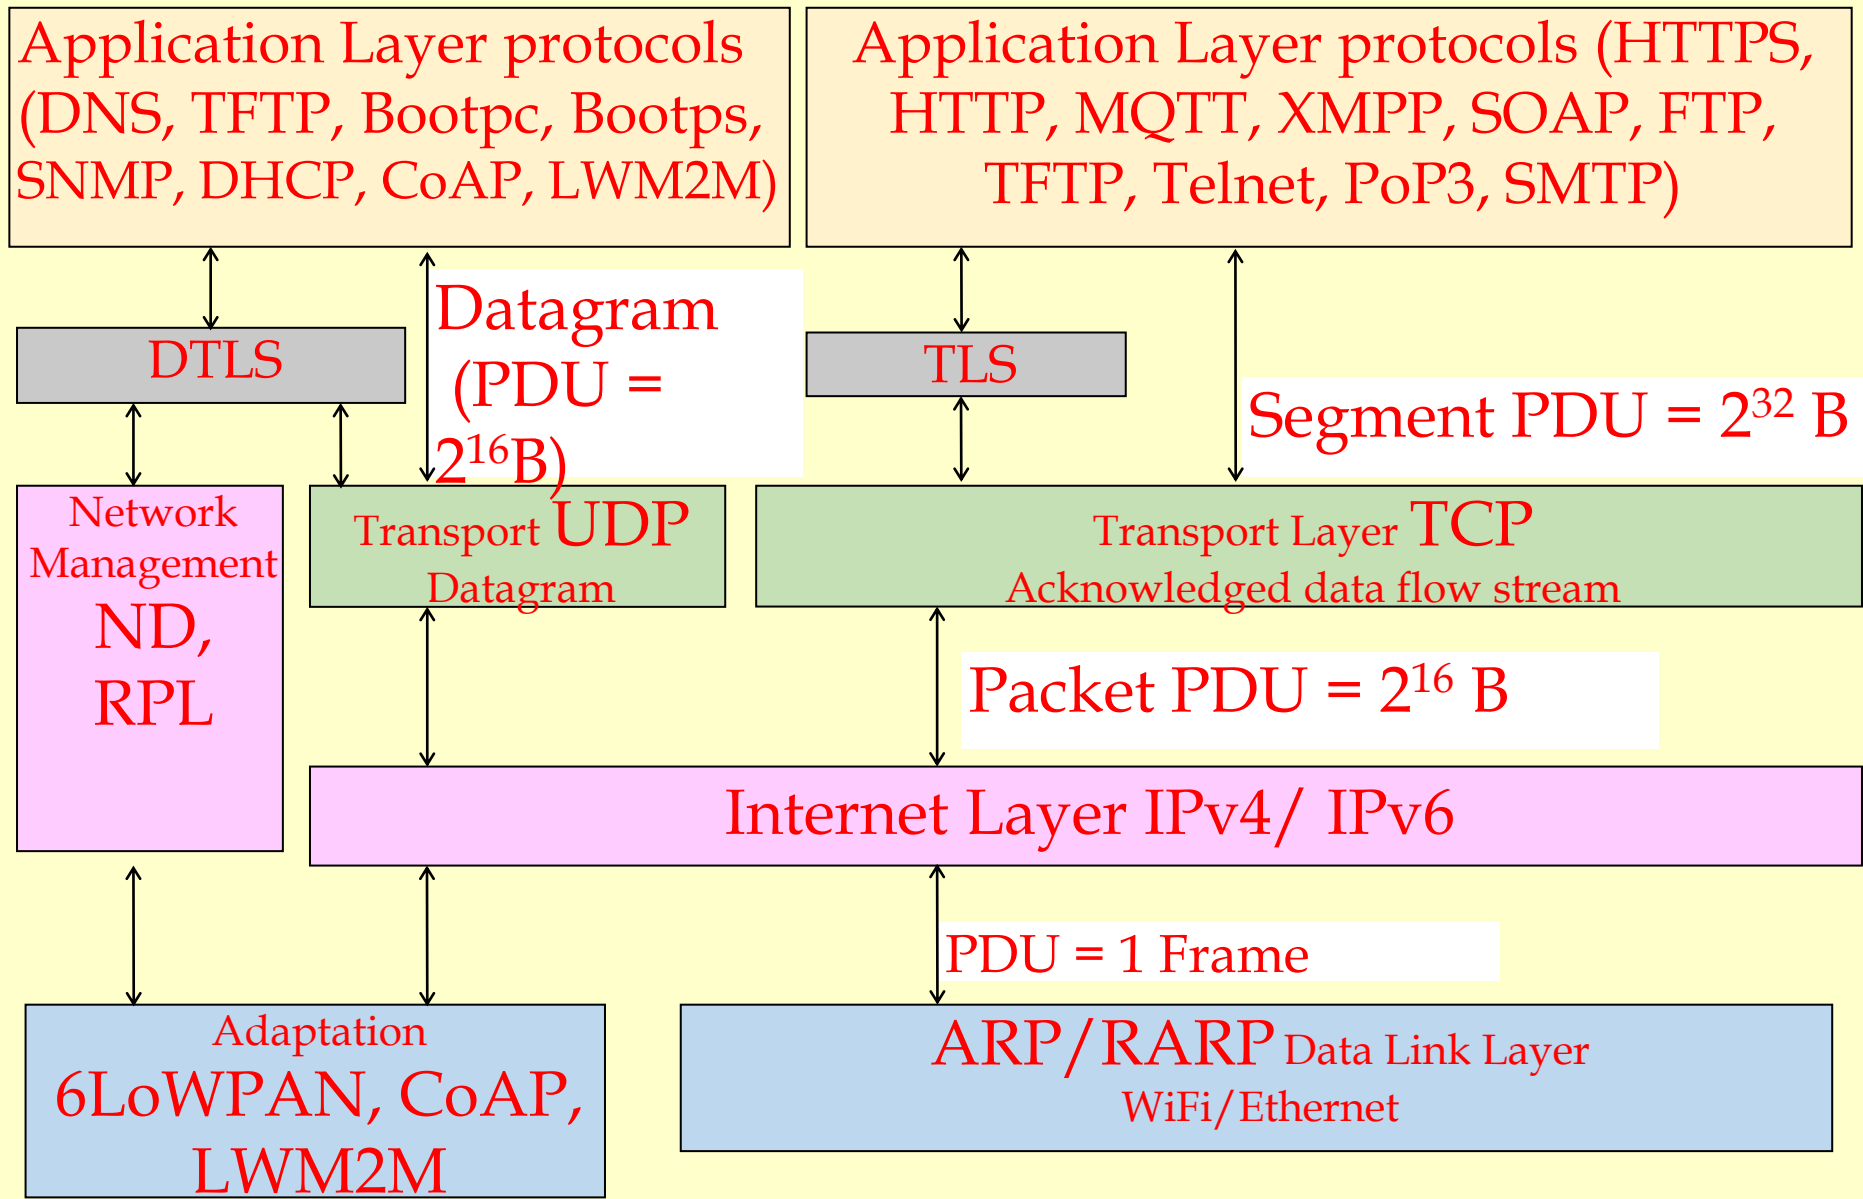 Application Layer protocols
(DNS, TFTP, Bootpc, Bootps,
SNMP, DHCP, CoAP, LWM2M)
Application Layer protocols (HTTPS,
HTTP, MQTT, XMPP, SOAP, FTP,
TFTP, Telnet, PoP3, SMTP)
Datagram
(PDU =
2¹⁶B)
DTLS
TLS
Segment PDU = 2³² B
Network
Management
ND,
RPL
Transport UDP
Datagram
Transport Layer TCP
Acknowledged data flow stream
Packet PDU = 2¹⁶ B
Internet Layer IPv4/ IPv6
PDU = 1 Frame
Adaptation
6LoWPAN, CoAP,
LWM2M
ARP/RARP Data Link Layer
WiFi/Ethernet